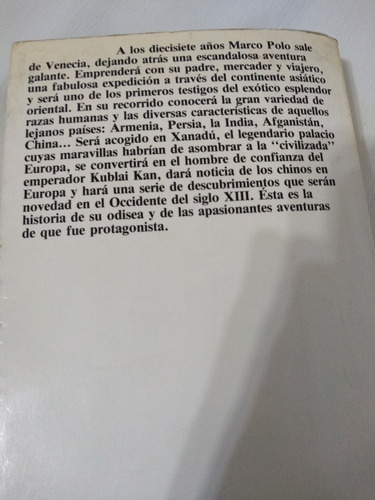 A los diecisiete años Marco Polo sale
de Venecia, dejando atrás una escandalosa aventura
galante. Emprenderá con su padre, mercader y viajero,
una fabulosa expedición a través del continente asiático
y será uno de los primeros testigos del exótico esplendor
oriental. En su recorrido conocerá la gran variedad de
razas humanas y las diversas características de aquellos
lejanos países: Armenia, Persia, la India, Afganistán,
China... Será acogido en Xanadú, el legendario palacio
cuyas maravillas habrían de asombrar a la "civilizada"
Europa, se convertirá en el hombre de confianza del
emperador Kublai Kan, dará noticia de los chinos en
Europa y hará una serie de descubrimientos que serán
novedad en el Occidente del siglo XIII. Ésta es la
historia de su odisea y de las apasionantes aventuras
de que fue protagonista.